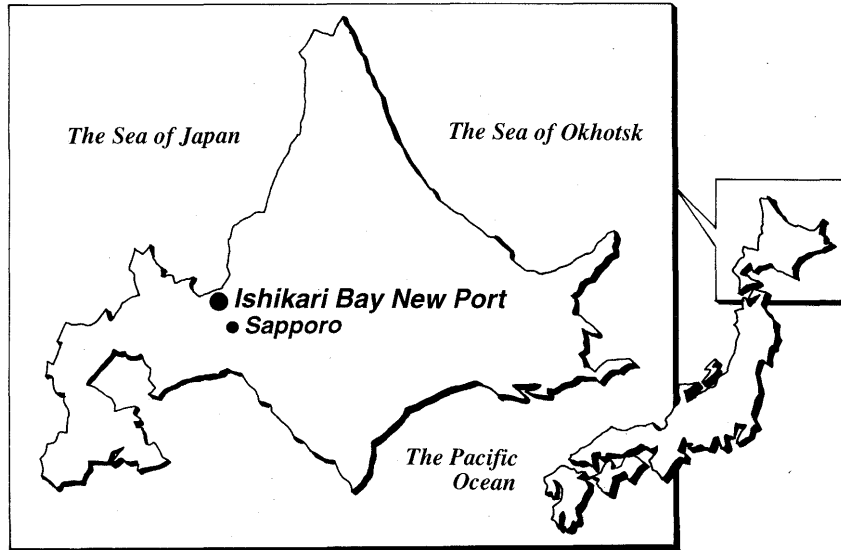 The Sea of Japan
The Sea of Okhotsk
Ishikari Bay New Port
Sapporo
The Pacific
Ocean